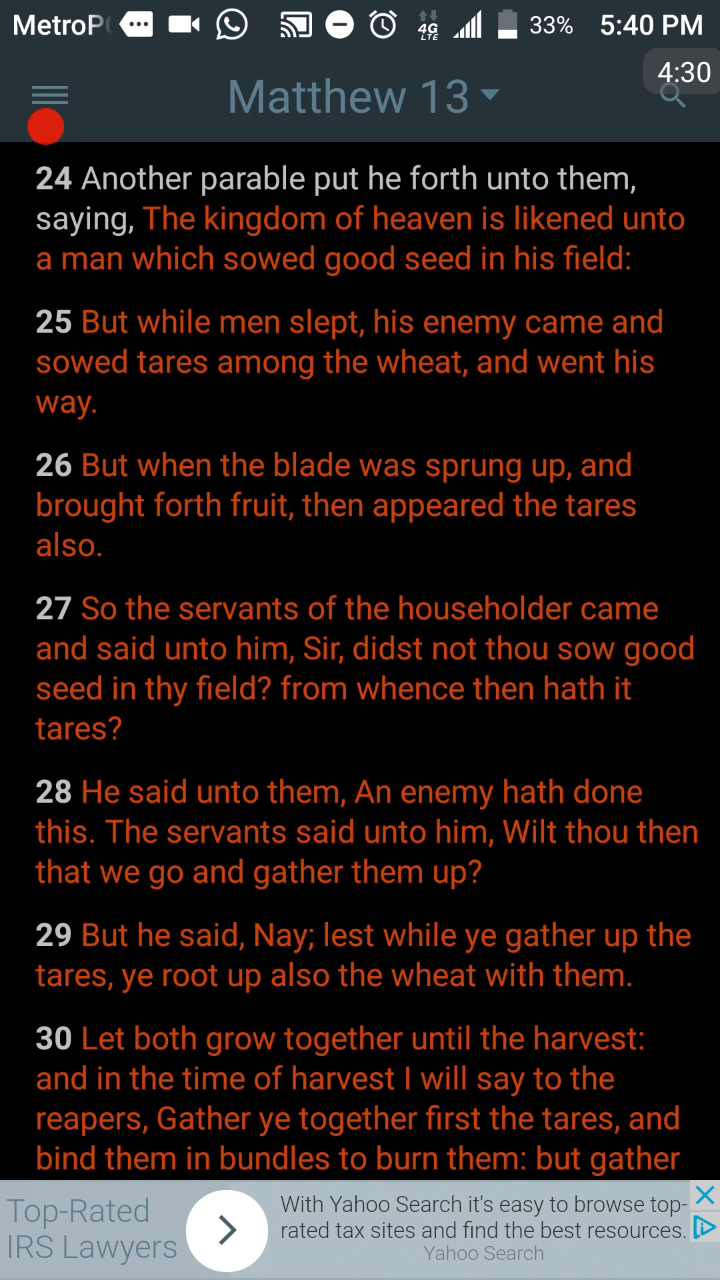 MetroP
4G
LTE
33%
5:40 PM
4:30
Matthew 13
24 Another parable put he forth unto them,
saying, The kingdom of heaven is likened unto
a man which sowed good seed in his field:
25 But while men slept, his enemy came and
sowed tares among the wheat, and went his
way.
26 But when the blade was sprung up, and
brought forth fruit, then appeared the tares
also.
27 So the servants of the householder came
and said unto him, Sir, didst not thou sow good
seed in thy field? from whence then hath it
tares?
28 He said unto them, An enemy hath done
this. The servants said unto him, Wilt thou then
that we go and gather them up?
29 But he said, Nay; lest while ye gather up the
tares, ye root up also the wheat with them.
30 Let both grow together until the harvest:
and in the time of harvest I will say to the
reapers, Gather ye together first the tares, and
bind them in bundles to burn them: but gather
Top-Rated
IRS Lawyers
With Yahoo Search it's easy to browse top-
rated tax sites and find the best resources.
Yahoo Search